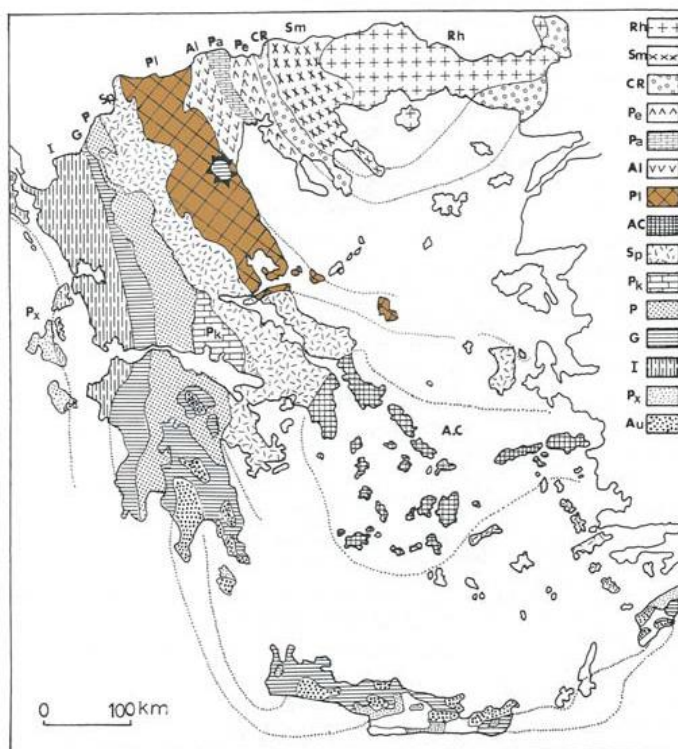 I G P Sp Pl Al Pa Pe CR Sm Rh
Pk
Px
A.C
0 100 km
Rh
Sm
CR
Pe
Pa
Al
Pl
AC
Sp
Pk
P
G
I
Px
Au